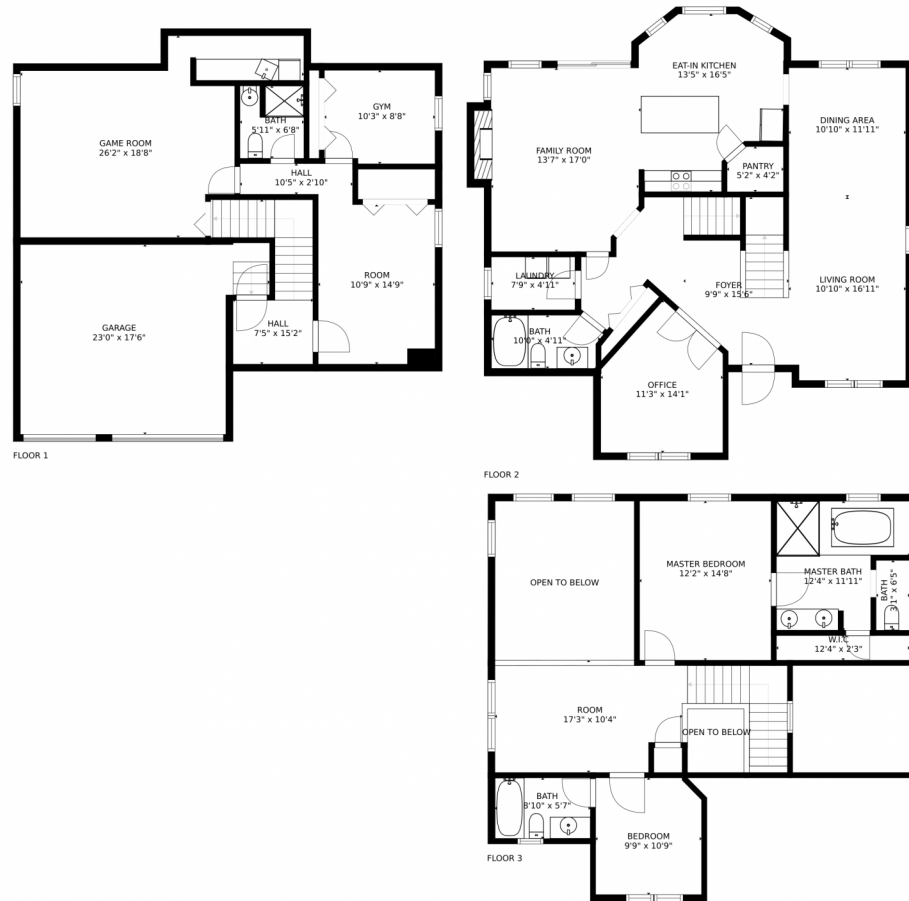 GAME ROOM
26'2" x 18'8"
BATH
5'11" x 6'8"
GYM
10'3" x 8'8"
HALL
10'5" x 2'10"
ROOM
10'9" x 14'9"
GARAGE
23'0" x 17'6"
HALL
7'5" x 15'2"
FLOOR 1
EAT-IN KITCHEN
13'5" x 16'5"
DINING AREA
10'10" x 11'11"
FAMILY ROOM
13'7" x 17'0"
PANTRY
5'2" x 4'2"
LAUNDRY
7'9" x 4'11"
FOYER
9'9" x 15'6"
LIVING ROOM
10'10" x 16'11"
BATH
10'0" x 4'11"
OFFICE
11'3" x 14'1"
FLOOR 2
OPEN TO BELOW
MASTER BEDROOM
12'2" x 14'8"
MASTER BATH
12'4" x 11'11"
BATH
3'1" x 6'5"
W.I.C
12'4" x 2'3"
ROOM
17'3" x 10'4"
OPEN TO BELOW
BATH
8'10" x 5'7"
BEDROOM
9'9" x 10'9"
FLOOR 3